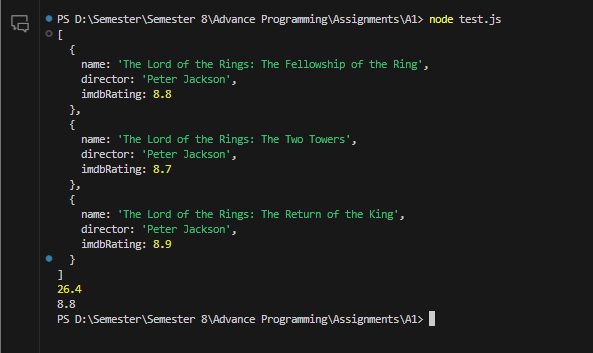 PS D:\Semester\Semester 8\Advance Programming\Assignments\A1> node test.js
[
  {
    name: 'The Lord of the Rings: The Fellowship of the Ring',
    director: 'Peter Jackson',
    imdbRating: 8.8
  },
  {
    name: 'The Lord of the Rings: The Two Towers',
    director: 'Peter Jackson',
    imdbRating: 8.7
  },
  {
    name: 'The Lord of the Rings: The Return of the King',
    director: 'Peter Jackson',
    imdbRating: 8.9
  }
]
26.4
8.8
PS D:\Semester\Semester 8\Advance Programming\Assignments\A1>